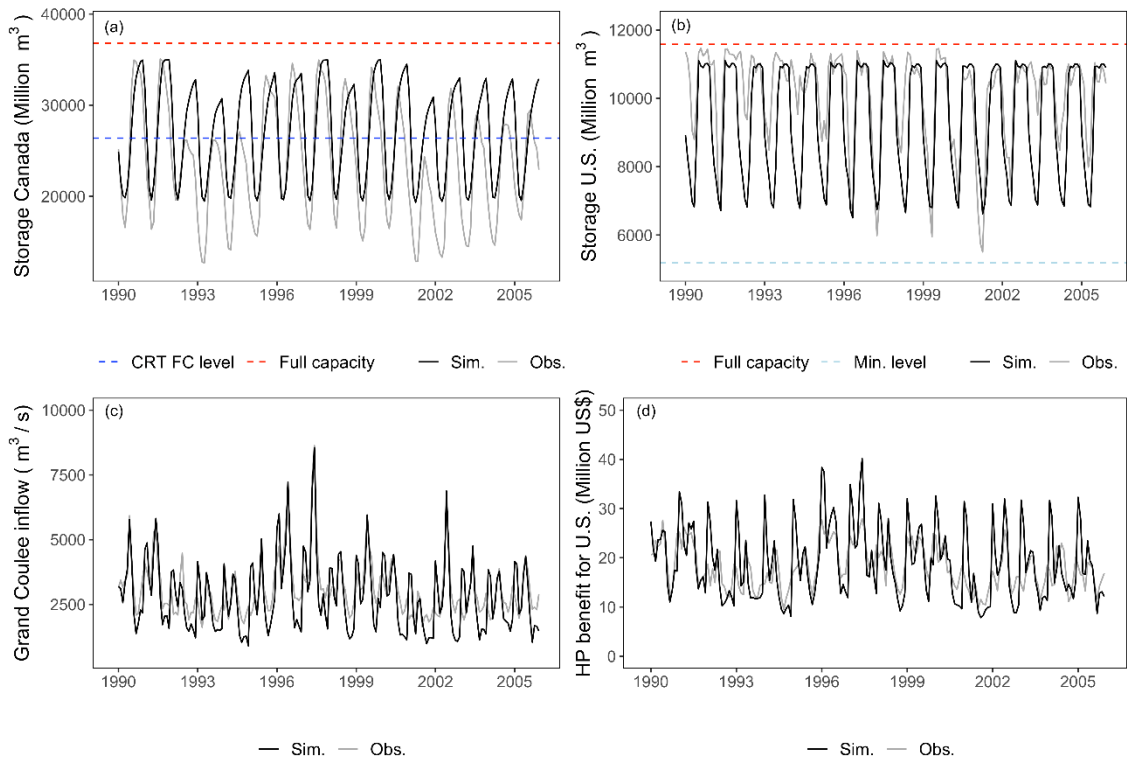 (a)
Storage Canada (Million m³)
40000
30000
20000
1990 1993 1996 1999 2002 2005
CRT FC level Full capacity Sim. Obs.
(b)
Storage U.S. (Million m³)
12000
10000
8000
6000
1990 1993 1996 1999 2002 2005
Full capacity Min. level Sim. Obs.
(c)
Grand Coulee inflow ( m³ / s)
10000
7500
5000
2500
1990 1993 1996 1999 2002 2005
Sim. Obs.
(d)
HP benefit for U.S. (Million US$)
50
40
30
20
10
0
1990 1993 1996 1999 2002 2005
Sim. Obs.